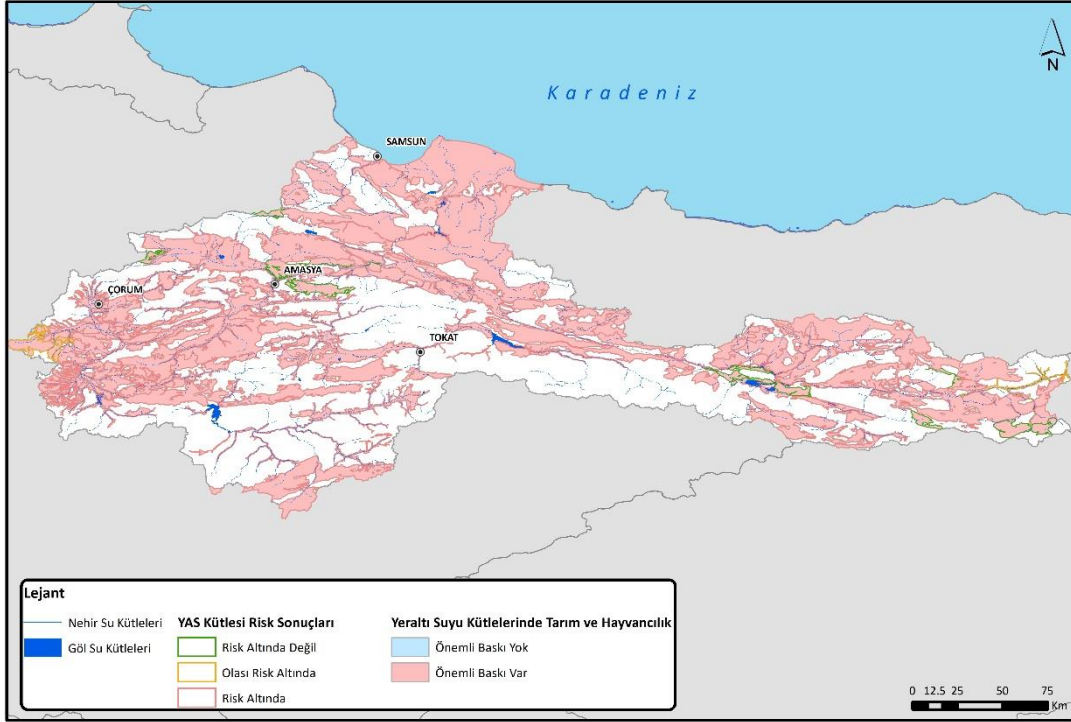 N
Karadeniz
SAMSUN
AMASYA
ÇORUM
TOKAT
Lejant
Nehir Su Kütleleri
Göl Su Kütleleri
YAS Kütlesi Risk Sonuçları
Risk Altında Değil
Olası Risk Altında
Risk Altında
Yeraltı Suyu Kütlelerinde Tarım ve Hayvancılık
Önemli Baskı Yok
Önemli Baskı Var
0 12.5 25 50 75
Km